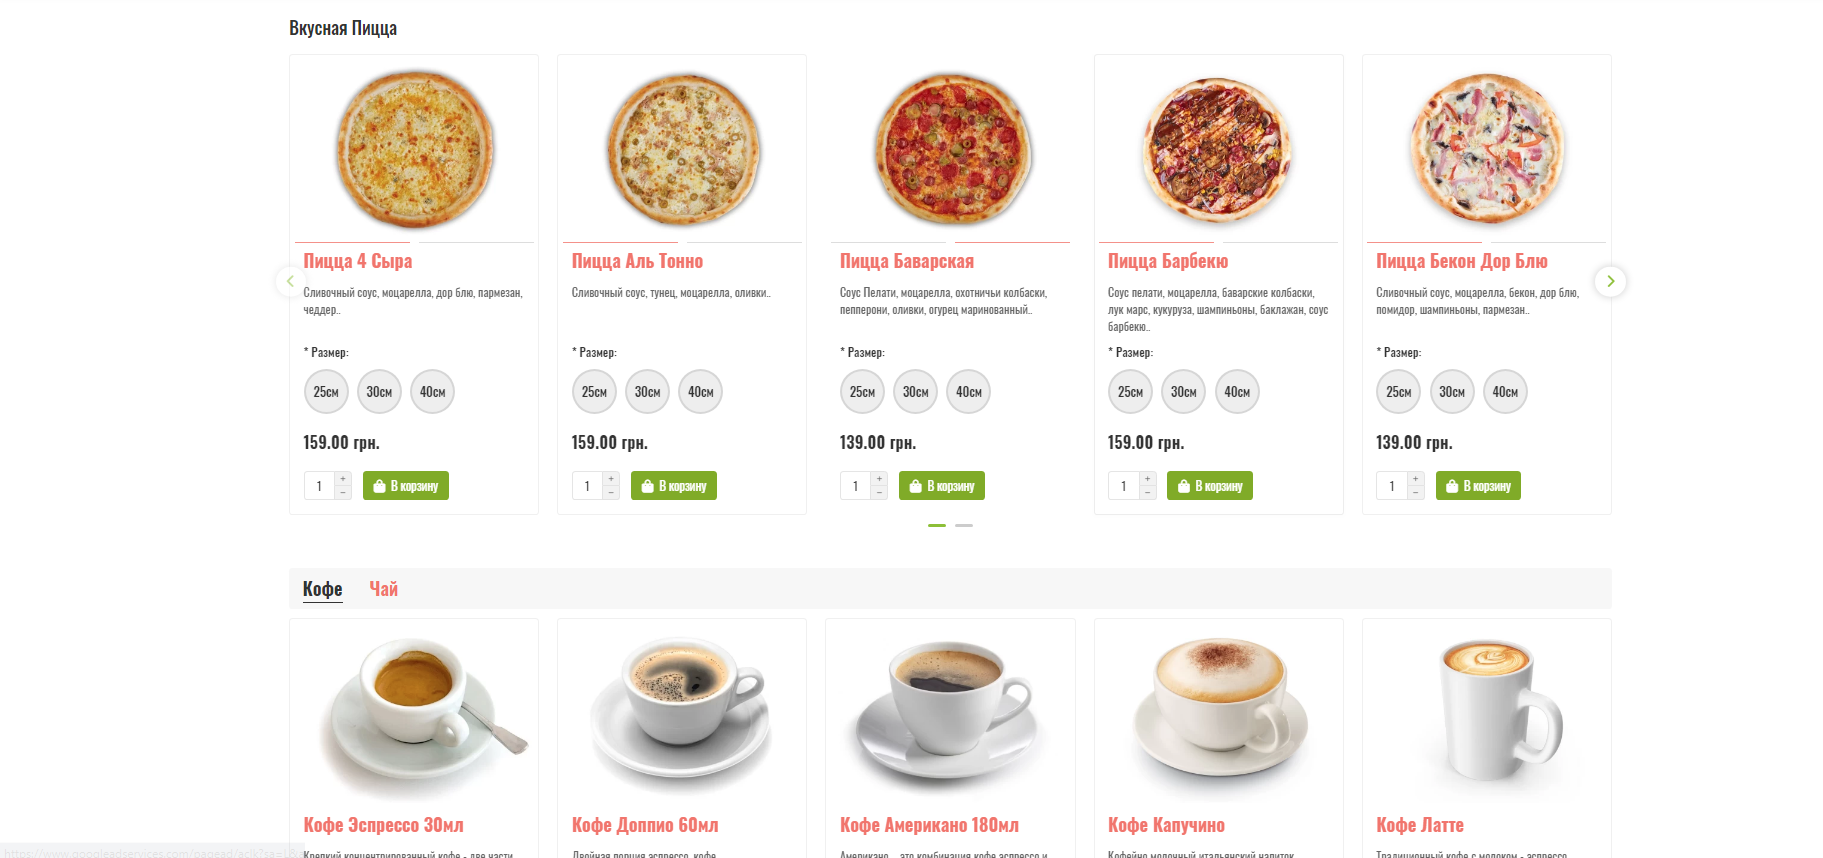 Вкусная Пицца
Пицца 4 Сыра
Сливочный соус, моцарелла, дор блю, пармезан,
чеддер..
* Размер:
25см 30см 40см
159.00 грн.
1 + − В корзину
Пицца Аль Тонно
Сливочный соус, тунец, моцарелла, оливки..
* Размер:
25см 30см 40см
159.00 грн.
1 + − В корзину
Пицца Баварская
Соус Пелати, моцарелла, охотничьи колбаски,
пепперони, оливки, огурец маринованный..
* Размер:
25см 30см 40см
139.00 грн.
1 + − В корзину
Пицца Барбекю
Соус пелати, моцарелла, баварские колбаски,
лук марс, кукуруза, шампиньоны, баклажан, соус
барбекю..
* Размер:
25см 30см 40см
159.00 грн.
1 + − В корзину
Пицца Бекон Дор Блю
Сливочный соус, моцарелла, бекон, дор блю,
помидор, шампиньоны, пармезан..
* Размер:
25см 30см 40см
139.00 грн.
1 + − В корзину
Кофе Чай
Кофе Эспрессо 30мл
Крепкий концентрированный кофе - две части
Кофе Доппио 60мл
Двойная порция эспрессо, кофе
Кофе Американо 180мл
Американо - это комбинация кофе эспрессо и
Кофе Капучино
Кофейно молочный итальянский напиток
Кофе Латте
Традиционный кофе с молоком - эспрессо